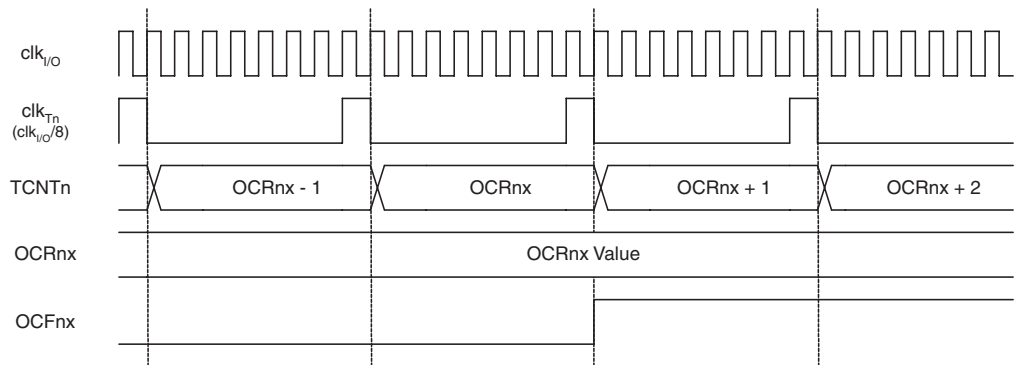 clkI/O
clkTn
(clkI/O/8)
TCNTn
OCRnx - 1
OCRnx
OCRnx + 1
OCRnx + 2
OCRnx
OCRnx Value
OCFnx